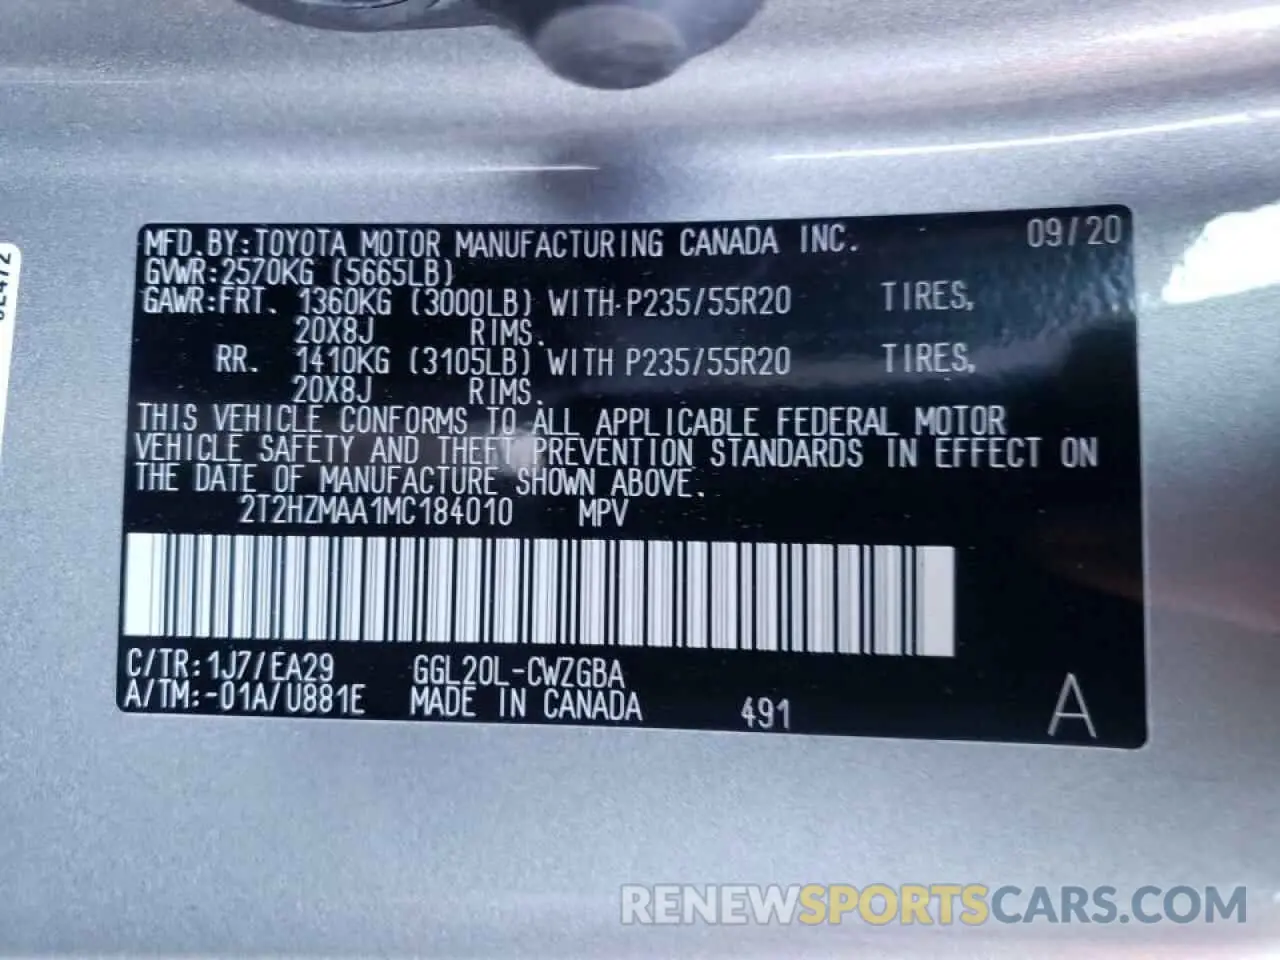 MFD.BY:TOYOTA MOTOR MANUFACTURING CANADA INC. 09/20
GVWR:2570KG (5665LB)
GAWR:FRT. 1360KG (3000LB) WITH P235/55R20 TIRES,
20X8J RIMS.
RR. 1410KG (3105LB) WITH P235/55R20 TIRES,
20X8J RIMS.
THIS VEHICLE CONFORMS TO ALL APPLICABLE FEDERAL MOTOR
VEHICLE SAFETY AND THEFT PREVENTION STANDARDS IN EFFECT ON
THE DATE OF MANUFACTURE SHOWN ABOVE.
2T2HZMAA1MC184010 MPV
C/TR:1J7/EA29 GGL20L-CWZGBA
A/TM:-01A/U881E MADE IN CANADA 491 A
RENEWSPORTSCARS.COM